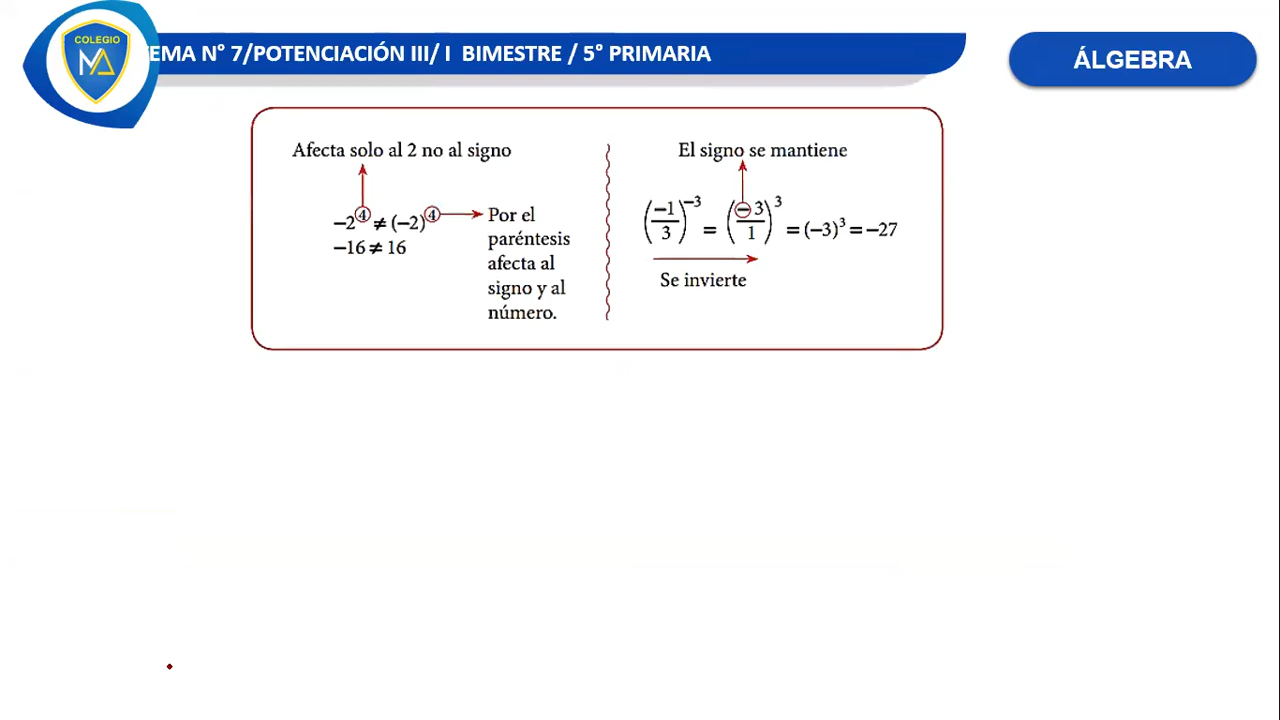 COLEGIO
MA
TEMA N° 7/POTENCIACIÓN III/ I BIMESTRE / 5° PRIMARIA
ÁLGEBRA
Afecta solo al 2 no al signo
−2⁴ ≠ (−2)⁴
−16 ≠ 16
Por el
paréntesis
afecta al
signo y al
número.
El signo se mantiene
(−1/3)⁻³ = (−3/1)³ = (−3)³ = −27
Se invierte